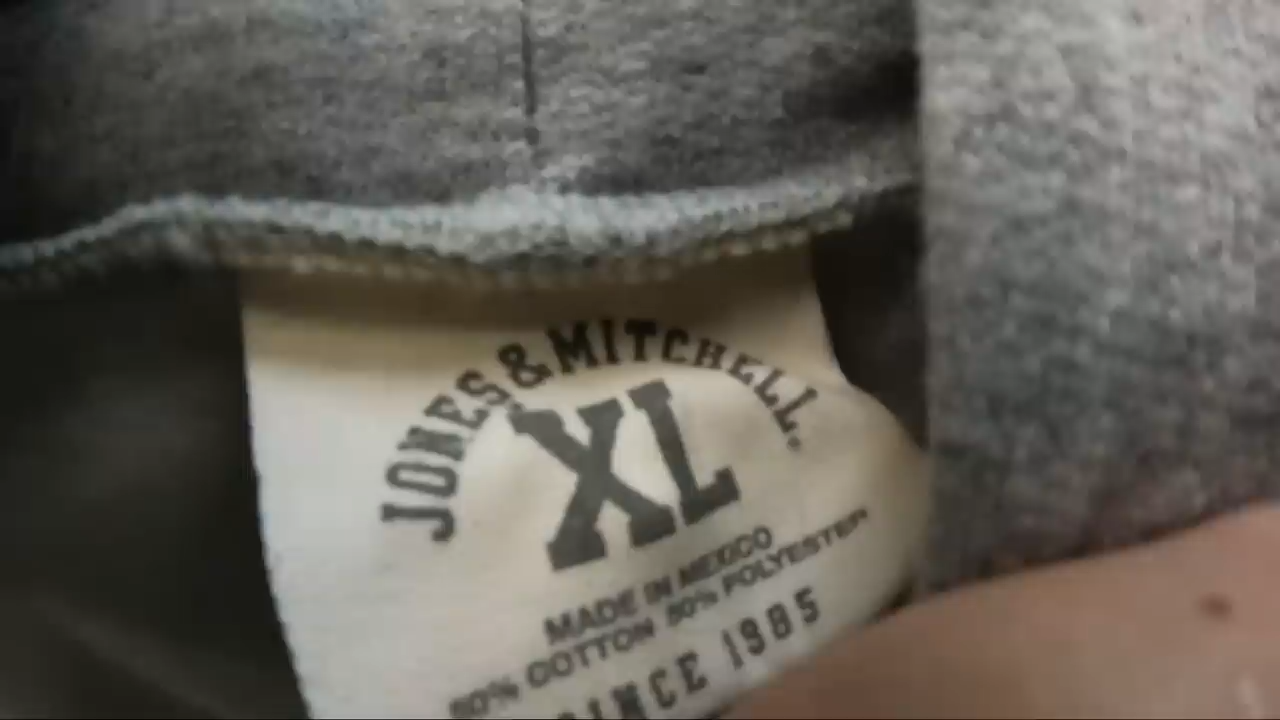 JONES & MITCHELL.
XL
MADE IN MEXICO
50% COTTON 50% POLYESTER
SINCE 1985